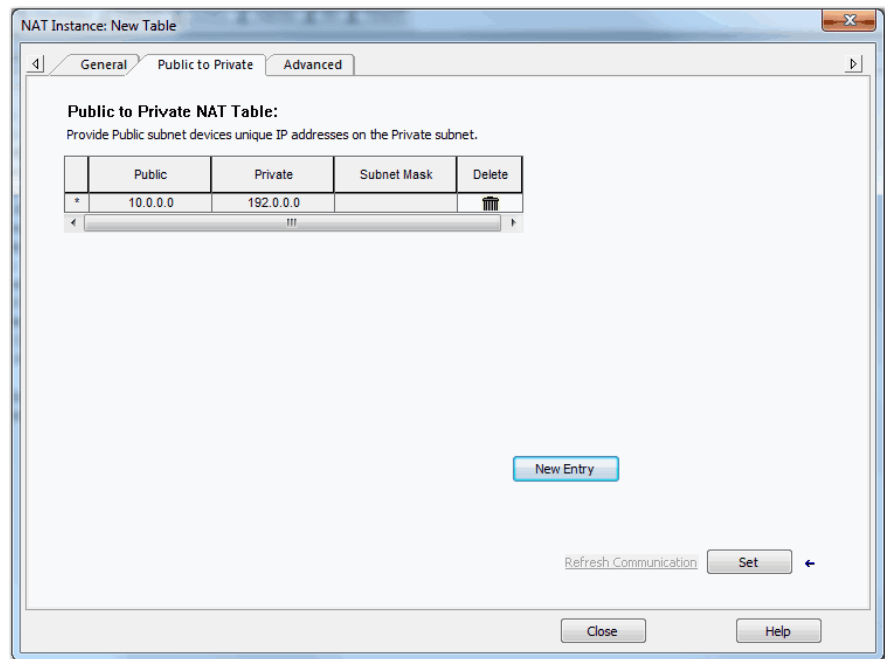 NAT Instance: New Table
General Public to Private Advanced
Public to Private NAT Table:
Provide Public subnet devices unique IP addresses on the Private subnet.
Public Private Subnet Mask Delete
* 10.0.0.0 192.0.0.0
New Entry
Refresh Communication Set
Close Help